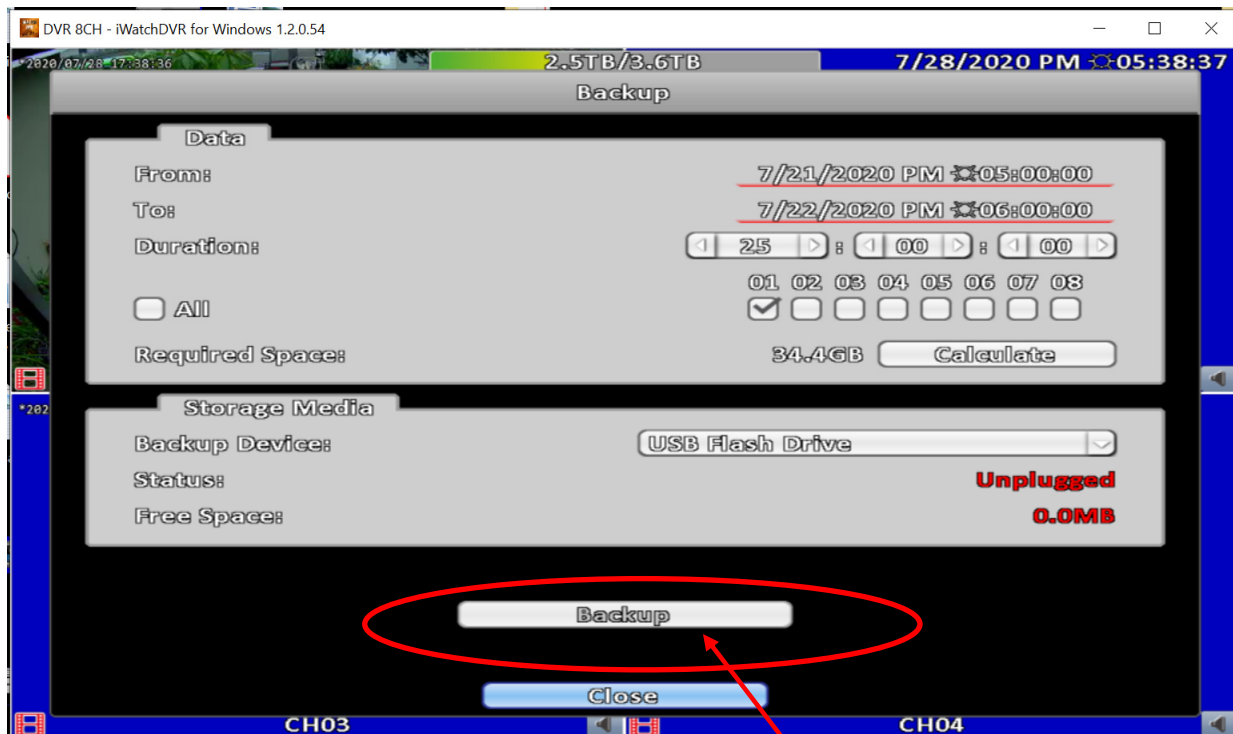 DVR 8CH - iWatchDVR for Windows 1.2.0.54
*2020/07/28 17:38:36 2.5TB/3.6TB 7/28/2020 PM 05:38:37
Backup
Data
From: 7/21/2020 PM 05:00:00
To: 7/22/2020 PM 06:00:00
Duration: 25 : 00 : 00
01 02 03 04 05 06 07 08
All
Required Space: 34.4GB Calculate
*202
Storage Media
Backup Device: USB Flash Drive
Status: Unplugged
Free Space: 0.0MB
Backup
Close
CH03 CH04